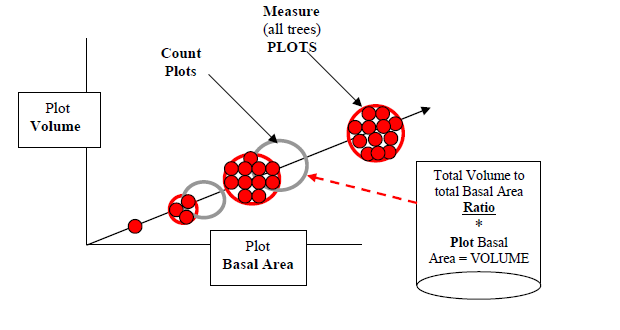 Measure
(all trees)
PLOTS
Count
Plots
Plot
Volume
Total Volume to
total Basal Area
Ratio
*
Plot Basal
Area = VOLUME
Plot
Basal Area